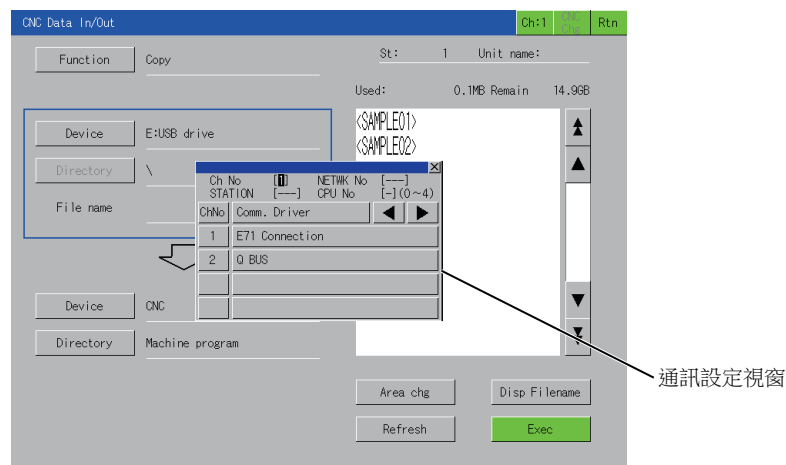 CNC Data In/Out Ch:1 CNC Chg Rtn
Function Copy
St: 1 Unit name:
Used: 0.1MB Remain 14.9GB
<SAMPLE01>
<SAMPLE02>
Device E:USB drive
Directory \
File name
Ch No [1] NETWK No [---]
STATION [---] CPU No [-](0~4)
ChNo Comm. Driver
1 E71 Connection
2 Q BUS
Device CNC
Directory Machine program
通訊設定視窗
Area chg Disp Filename
Refresh Exec